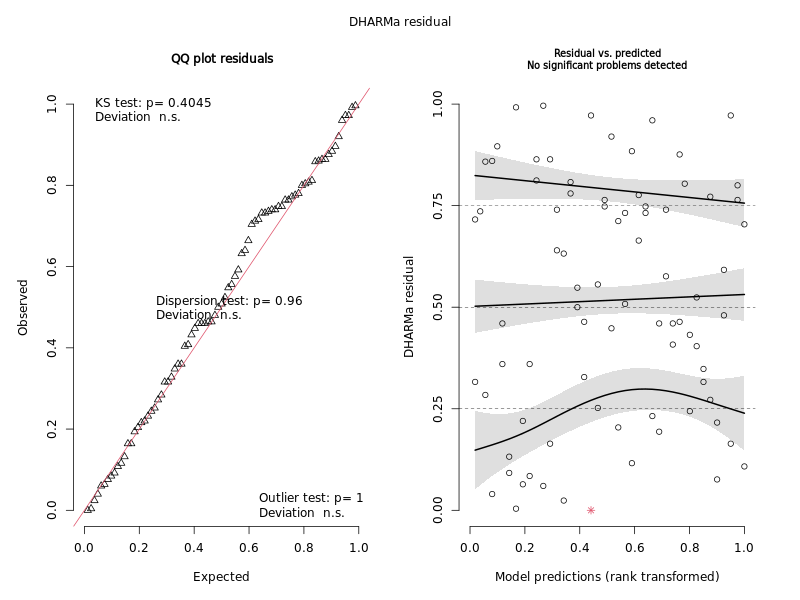 DHARMa residual
QQ plot residuals
KS test: p= 0.4045
Deviation n.s.
Dispersion test: p= 0.96
Deviation n.s.
Outlier test: p= 1
Deviation n.s.
Observed
0.0 0.2 0.4 0.6 0.8 1.0
0.0 0.2 0.4 0.6 0.8 1.0
Expected
Residual vs. predicted
No significant problems detected
DHARMa residual
0.00 0.25 0.50 0.75 1.00
0.0 0.2 0.4 0.6 0.8 1.0
Model predictions (rank transformed)